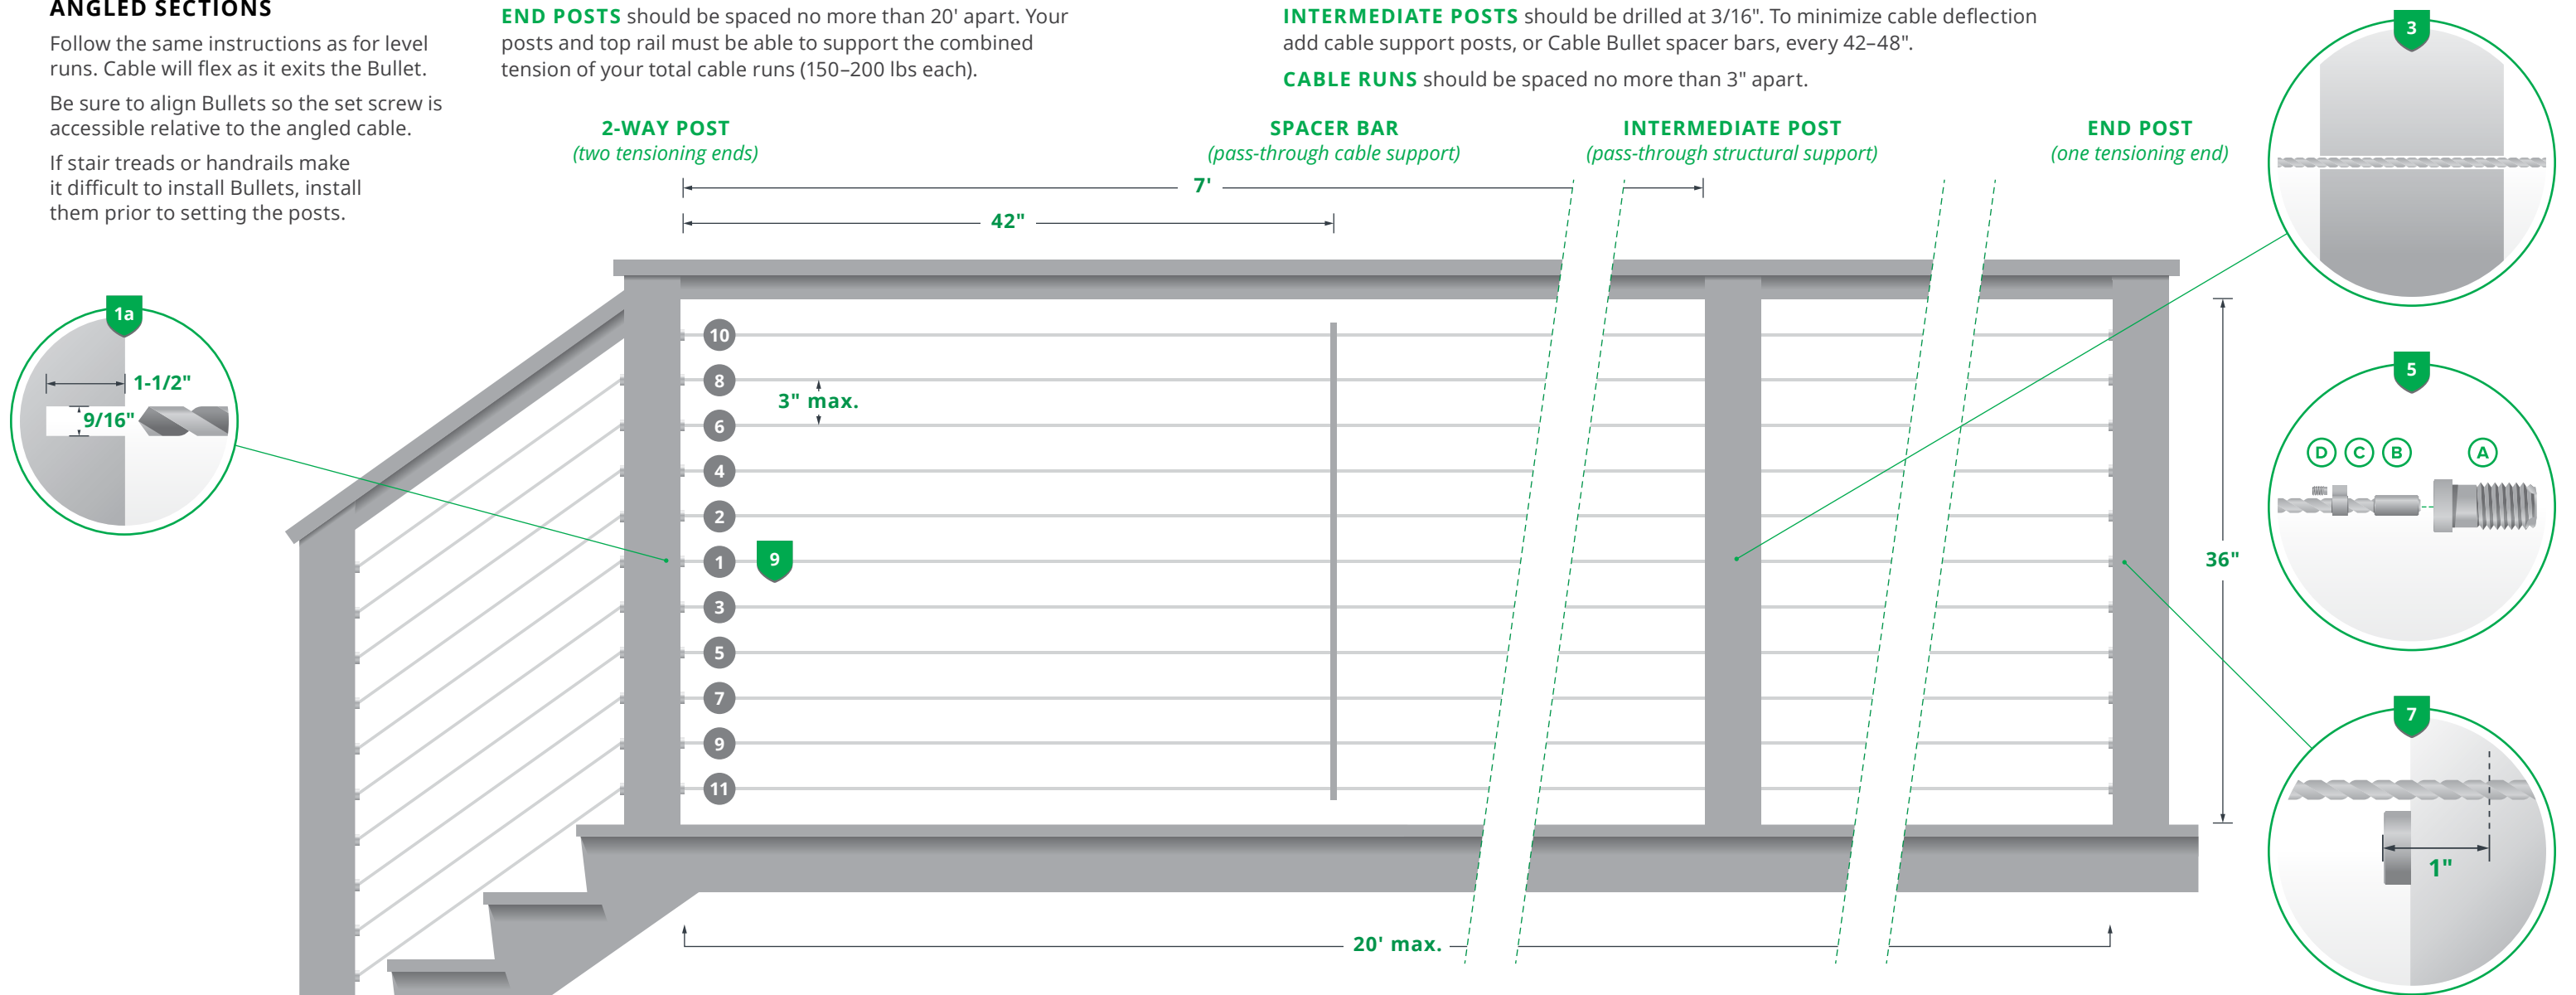 ANGLED SECTIONS
Follow the same instructions as for level
runs. Cable will flex as it exits the Bullet.
Be sure to align Bullets so the set screw is
accessible relative to the angled cable.
If stair treads or handrails make
it difficult to install Bullets, install
them prior to setting the posts.
END POSTS should be spaced no more than 20' apart. Your
posts and top rail must be able to support the combined
tension of your total cable runs (150–200 lbs each).
INTERMEDIATE POSTS should be drilled at 3/16". To minimize cable deflection
add cable support posts, or Cable Bullet spacer bars, every 42–48".
CABLE RUNS should be spaced no more than 3" apart.
2-WAY POST
(two tensioning ends)
SPACER BAR
(pass-through cable support)
INTERMEDIATE POST
(pass-through structural support)
END POST
(one tensioning end)
7'
42"
1a
1-1/2"
9/16"
10
8
3" max.
6
4
2
1
9
3
5
7
9
11
36"
20' max.
3
5
D C B A
7
1"